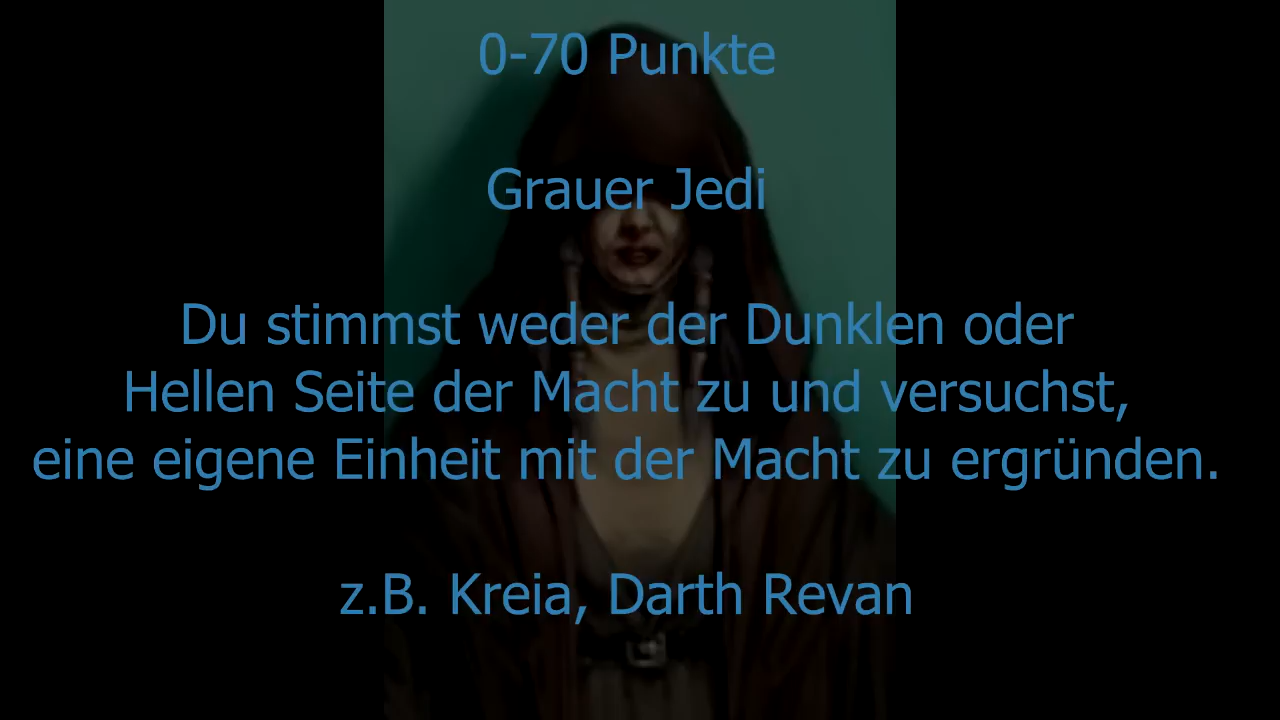 0-70 Punkte
Grauer Jedi
Du stimmst weder der Dunklen oder
Hellen Seite der Macht zu und versuchst,
eine eigene Einheit mit der Macht zu ergründen.
z.B. Kreia, Darth Revan